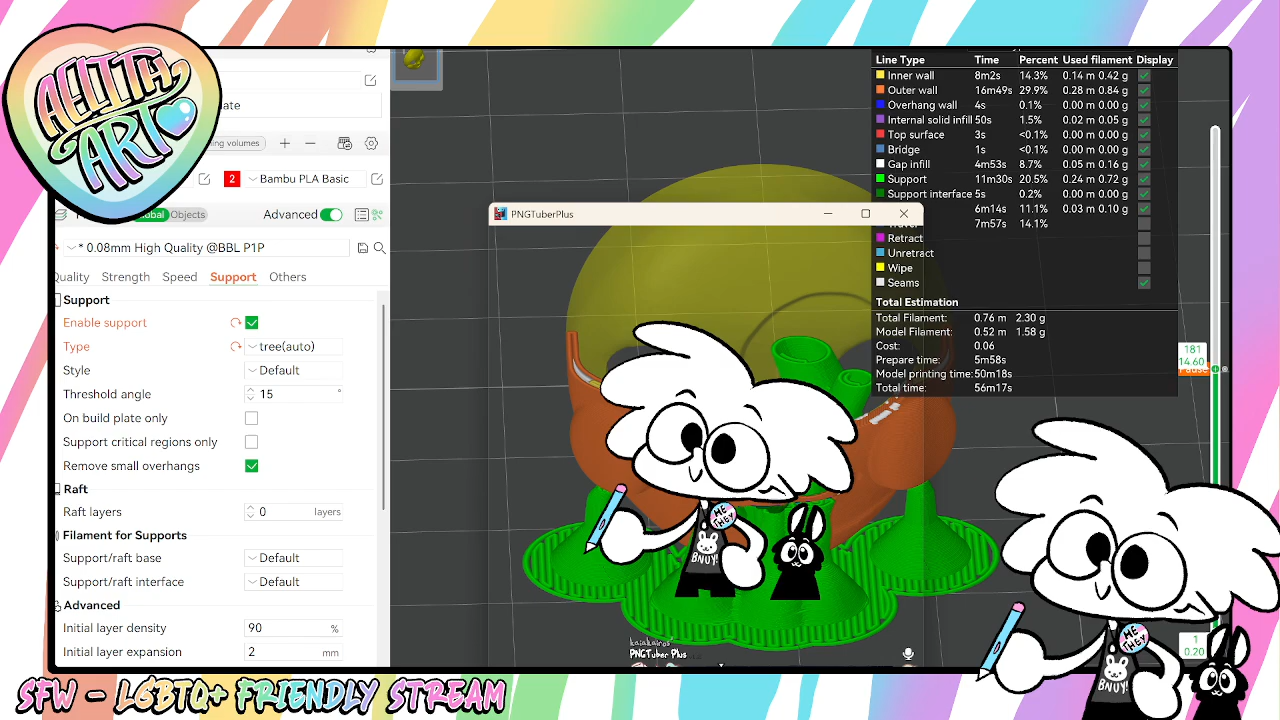 AELITH
ART
ate
ing volumes
2 Bambu PLA Basic
Global Objects Advanced
* 0.08mm High Quality @BBL P1P
Quality Strength Speed Support Others
Support
Enable support
Type tree(auto)
Style Default
Threshold angle 15 °
On build plate only
Support critical regions only
Remove small overhangs
Raft
Raft layers 0 layers
Filament for Supports
Support/raft base Default
Support/raft interface Default
Advanced
Initial layer density 90 %
Initial layer expansion 2 mm
PNGTuberPlus
HE
THEY
BNUY!
kaiakairos'
PNGTuber Plus
Line Type Time Percent Used filament Display
Inner wall 8m2s 14.3% 0.14 m 0.42 g
Outer wall 16m49s 29.9% 0.28 m 0.84 g
Overhang wall 4s 0.1% 0.00 m 0.00 g
Internal solid infill 50s 1.5% 0.02 m 0.05 g
Top surface 3s <0.1% 0.00 m 0.00 g
Bridge 1s <0.1% 0.00 m 0.00 g
Gap infill 4m53s 8.7% 0.05 m 0.16 g
Support 11m30s 20.5% 0.24 m 0.72 g
Support interface 5s 0.2% 0.00 m 0.00 g
6m14s 11.1% 0.03 m 0.10 g
Travel 7m57s 14.1%
Retract
Unretract
Wipe
Seams
Total Estimation
Total Filament: 0.76 m 2.30 g
Model Filament: 0.52 m 1.58 g
Cost: 0.06
Prepare time: 5m58s
Model printing time: 50m18s
Total time: 56m17s
181
14.60
Pause
1
0.20
HE
THEY
BNUY!
SFW - LGBTQ+ FRIENDLY STREAM